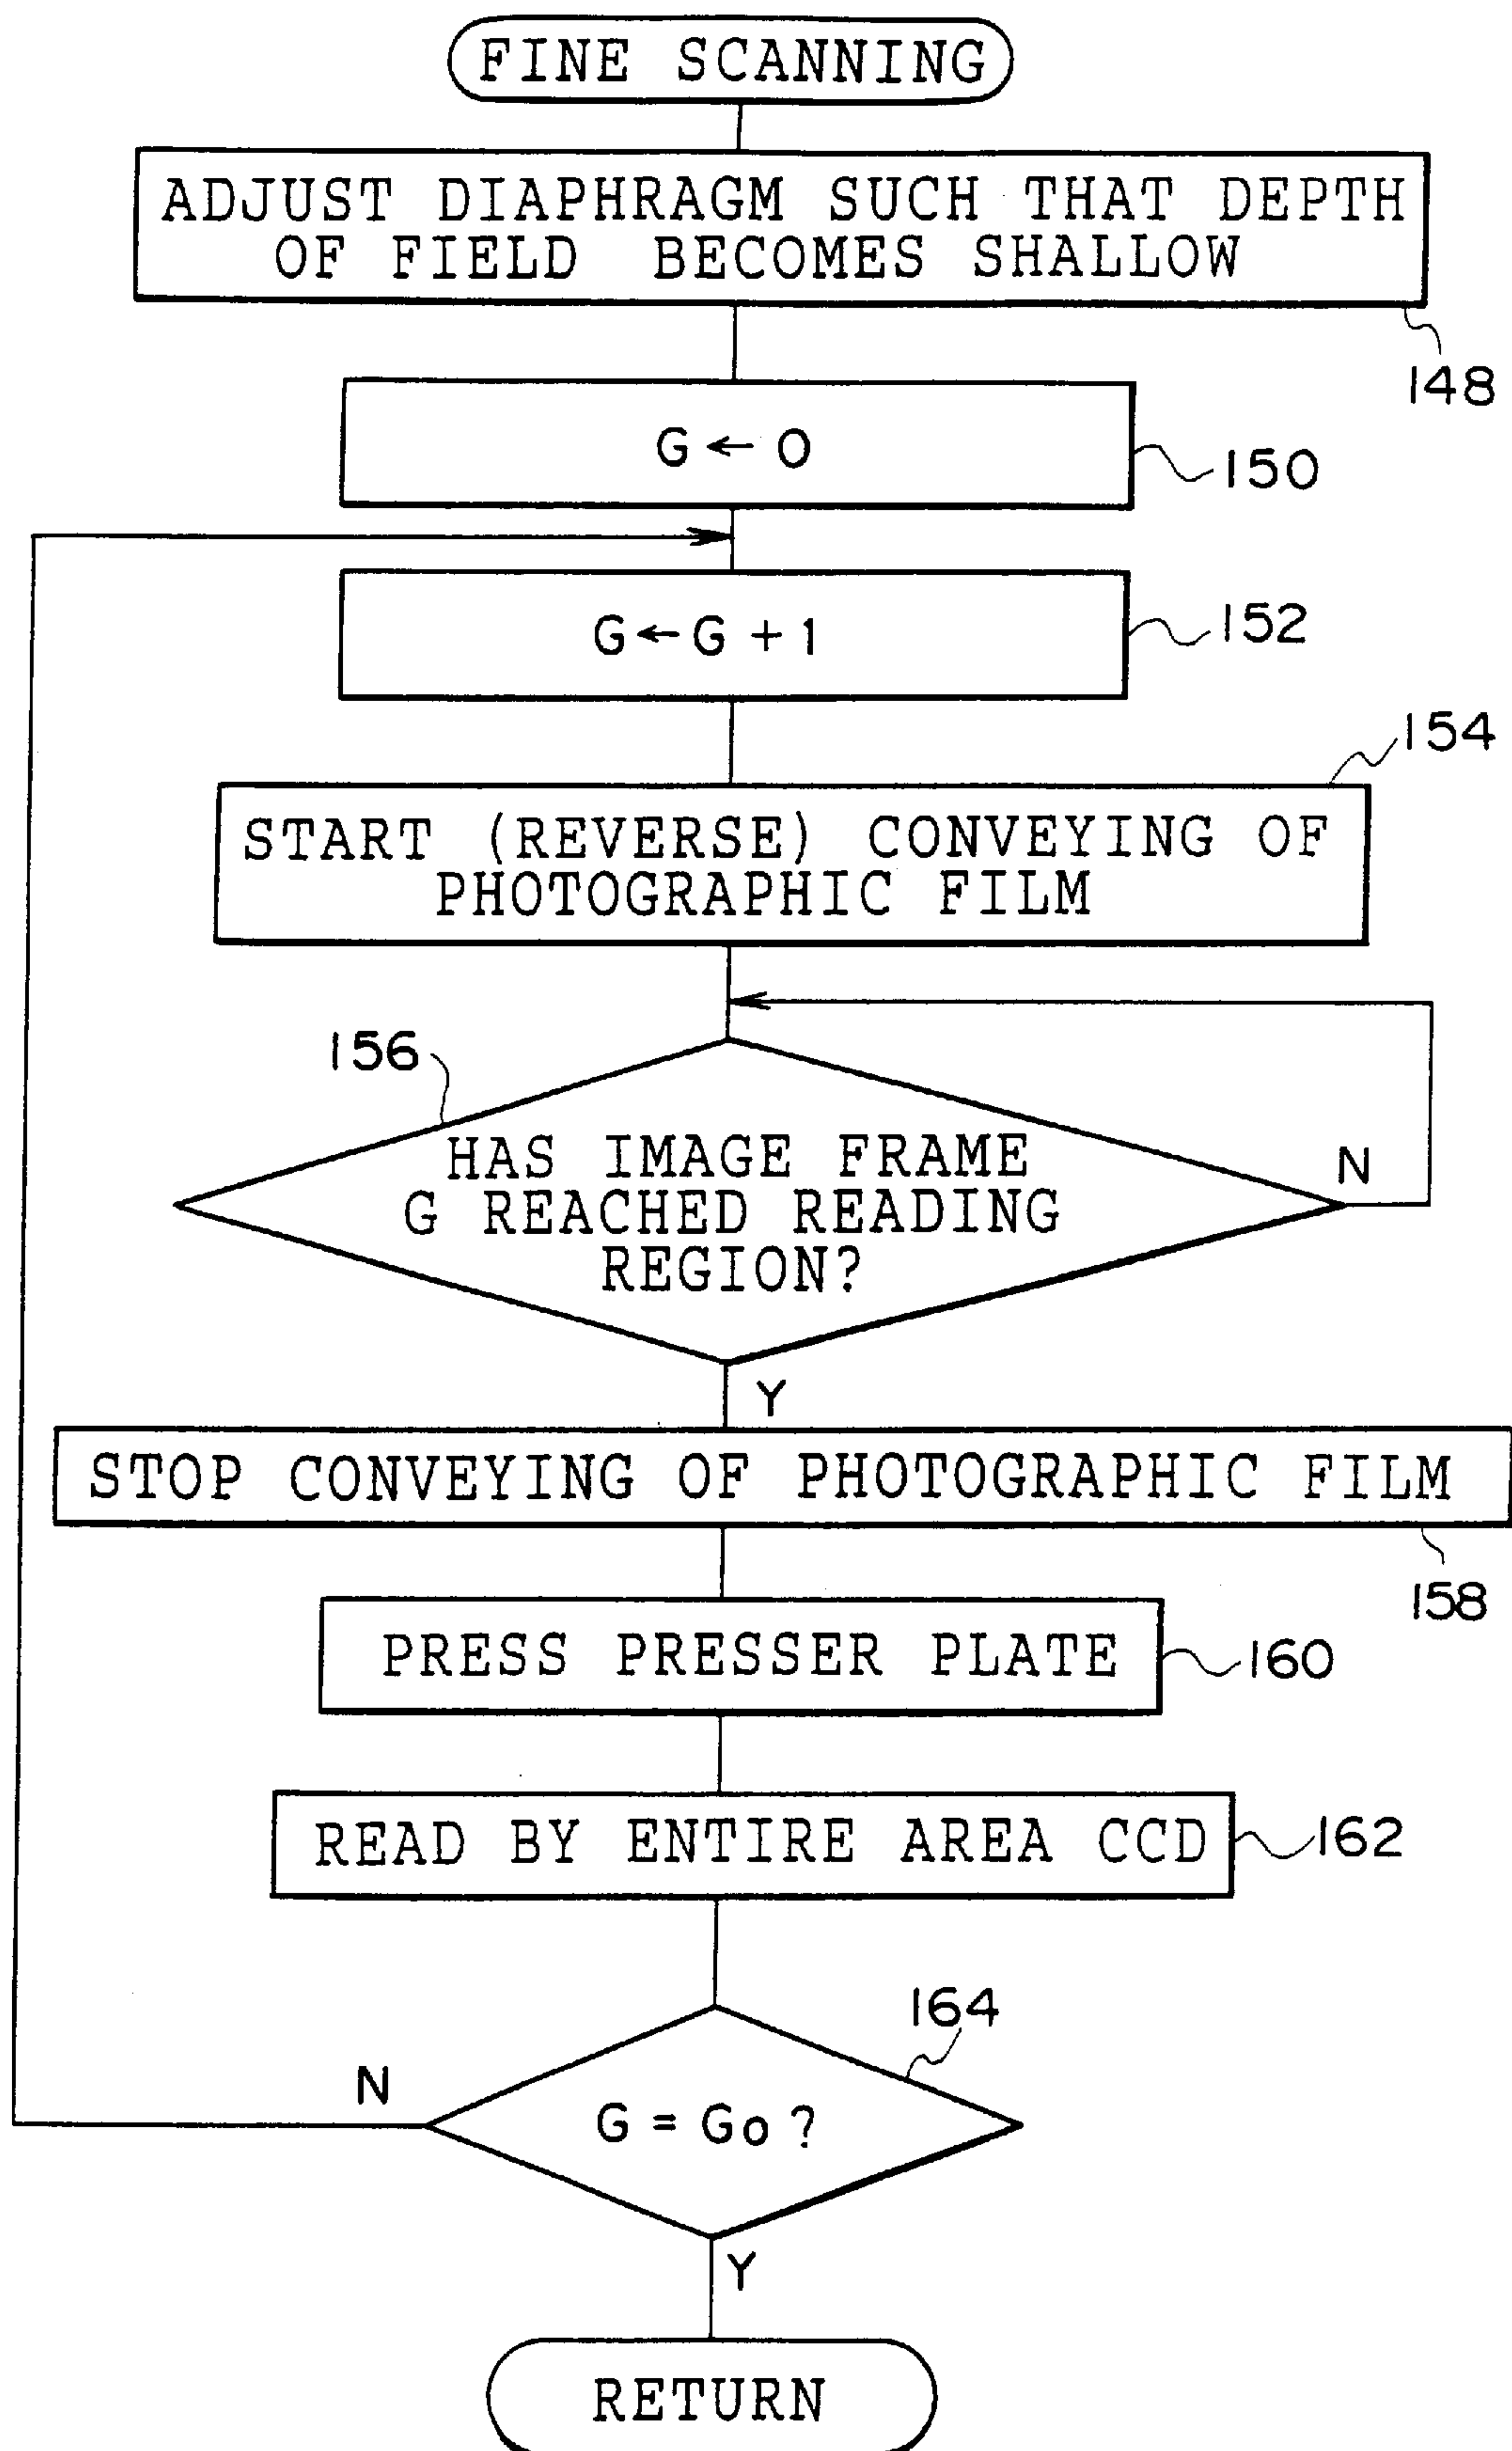 FINE SCANNING
ADJUST DIAPHRAGM SUCH THAT DEPTH
OF FIELD BECOMES SHALLOW
148
G ← 0
150
G ← G + 1
152
154
START (REVERSE) CONVEYING OF
PHOTOGRAPHIC FILM
156
HAS IMAGE FRAME
G REACHED READING
REGION?
N
Y
STOP CONVEYING OF PHOTOGRAPHIC FILM
158
PRESS PRESSER PLATE
160
READ BY ENTIRE AREA CCD
162
164
N
G = Go ?
Y
RETURN